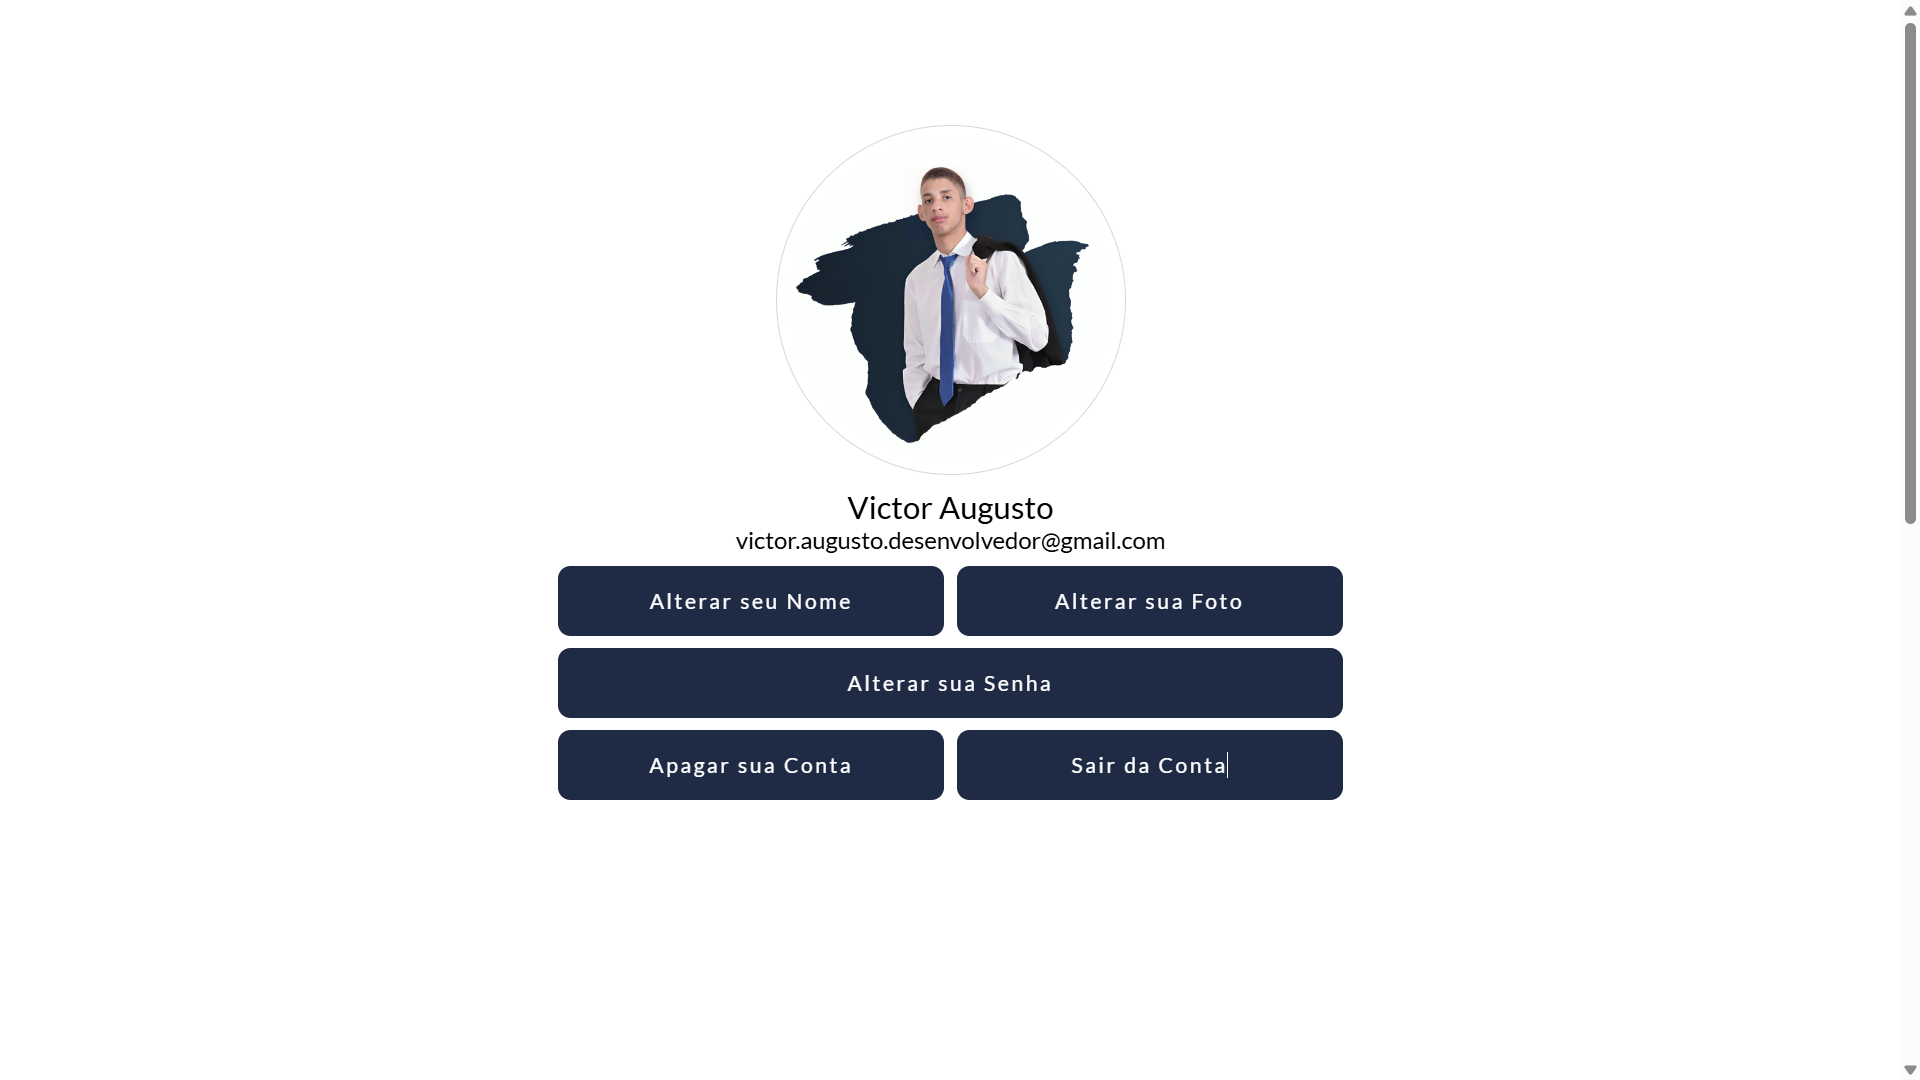 Victor Augusto
victor.augusto.desenvolvedor@gmail.com
Alterar seu Nome
Alterar sua Foto
Alterar sua Senha
Apagar sua Conta
Sair da Conta